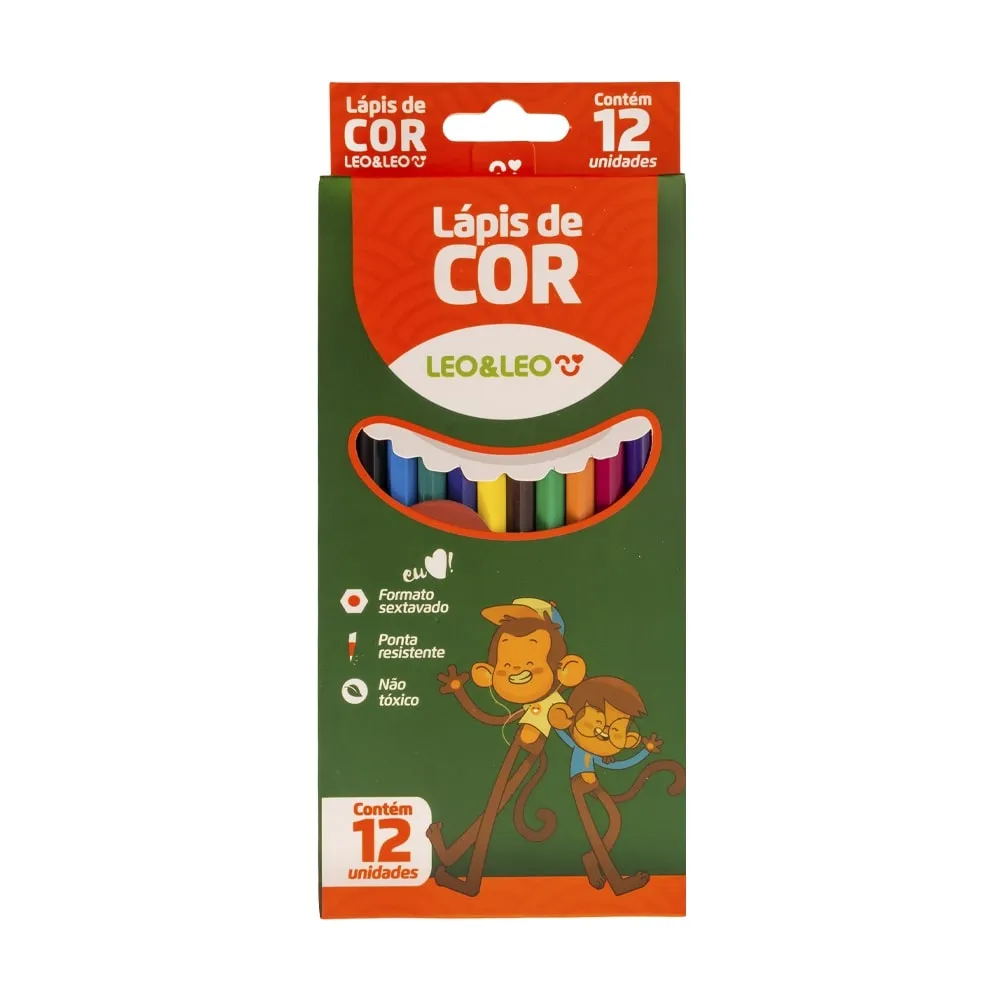 Lápis de
COR
LEO&LEO
Contém
12
unidades
Lápis de
COR
LEO&LEO
eu !
Formato
sextavado
Ponta
resistente
Não
tóxico
Contém
12
unidades